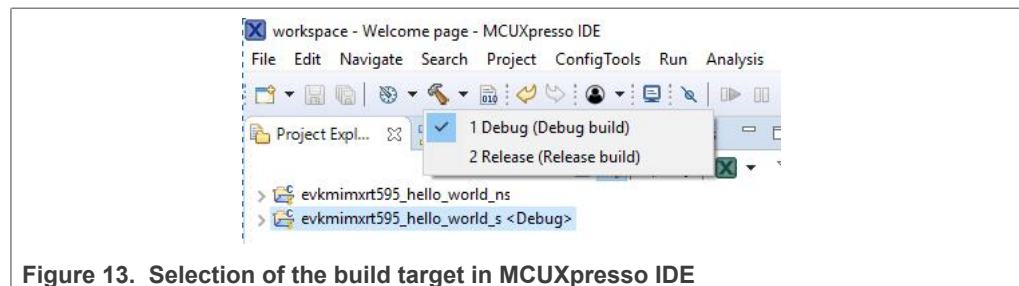 workspace - Welcome page - MCUXpresso IDE
File Edit Navigate Search Project ConfigTools Run Analysis
010
Project Expl...
1 Debug (Debug build)
2 Release (Release build)
evkmimxrt595_hello_world_ns
evkmimxrt595_hello_world_s <Debug>
Figure 13. Selection of the build target in MCUXpresso IDE